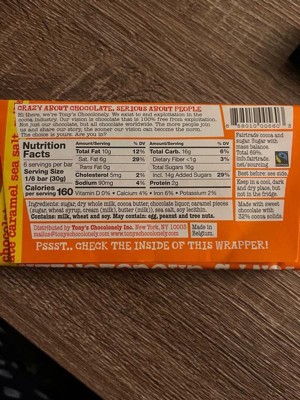 CRAZY ABOUT CHOCOLATE, SERIOUS ABOUT PEOPLE
Hi there, we're Tony's Chocolonely. We exist to end exploitation in the
cocoa industry. Our vision is chocolate that is 100% free from exploitation.
Not just our chocolate, but all chocolate worldwide. The more people you
us and share our story, the sooner our vision can become the norm.
The choice is yours. Are you in?
caramel sea salt
Nutrition
Facts
6 servings per bar
Serving Size
1/6 bar (30g)
Calories
per serving 160
Amount/Serving % DV
Total Fat 10g 12%
Sat. Fat 6g 29%
Trans Fat 0g
Cholesterol 5mg 2%
Sodium 90mg 4%
Amount/Serving % DV
Total Carb. 16g 6%
Dietary Fiber <1g 3%
Total Sugars 16g
Incl. 14g Added Sugars 29%
Protein 2g
Vitamin D 0% • Calcium 4% • Iron 6% • Potassium 2%
Ingredients: sugar, dry whole milk, cocoa butter, chocolate liquor, caramel pieces
(sugar, wheat syrup, cream (milk), butter (milk)), sea salt, soy lecithin.
Contains: milk, wheat and soy. May contain: egg, peanut and tree nuts.
Distributed by Tony's Chocolonely Inc. New York, NY
www.tonyschocolonely.com
Made in
Belgium.
Fairtrade cocoa and
sugar. Sugar with
mass balance.
Total 60%.
info.fairtrade.
net/sourcing
FAIRTRADE
Best before: see side.
Keep in a cool, dark
and dry place, but
not in the fridge.
Made with sweet
chocolate with
32% cocoa solids.
PSSST.. CHECK THE INSIDE OF THIS WRAPPER!